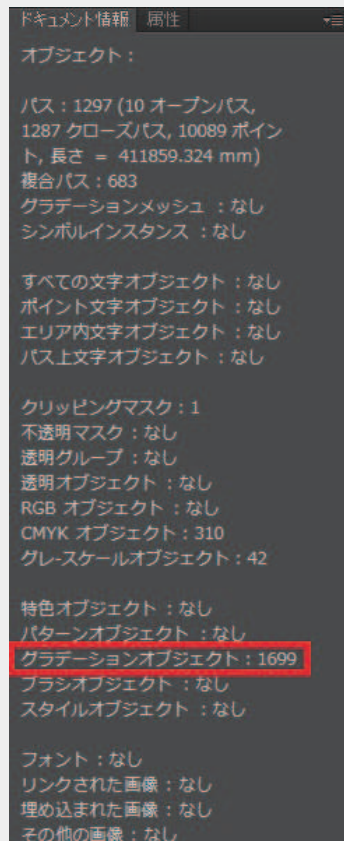 ドキュメント情報 属性
オブジェクト：
パス：1297 (10 オープンパス,
1287 クローズパス, 10089 ポイン
ト, 長さ ＝ 411859.324 mm)
複合パス：683
グラデーションメッシュ ：なし
シンボルインスタンス ：なし
すべての文字オブジェクト ：なし
ポイント文字オブジェクト ：なし
エリア内文字オブジェクト ：なし
パス上文字オブジェクト ：なし
クリッピングマスク：1
不透明マスク：なし
透明グループ ：なし
透明オブジェクト ：なし
RGB オブジェクト ：なし
CMYK オブジェクト：310
グレースケールオブジェクト：42
特色オブジェクト ：なし
パターンオブジェクト ：なし
グラデーションオブジェクト：1699
ブラシオブジェクト ：なし
スタイルオブジェクト ：なし
フォント：なし
リンクされた画像：なし
埋め込まれた画像：なし
その他の画像：なし